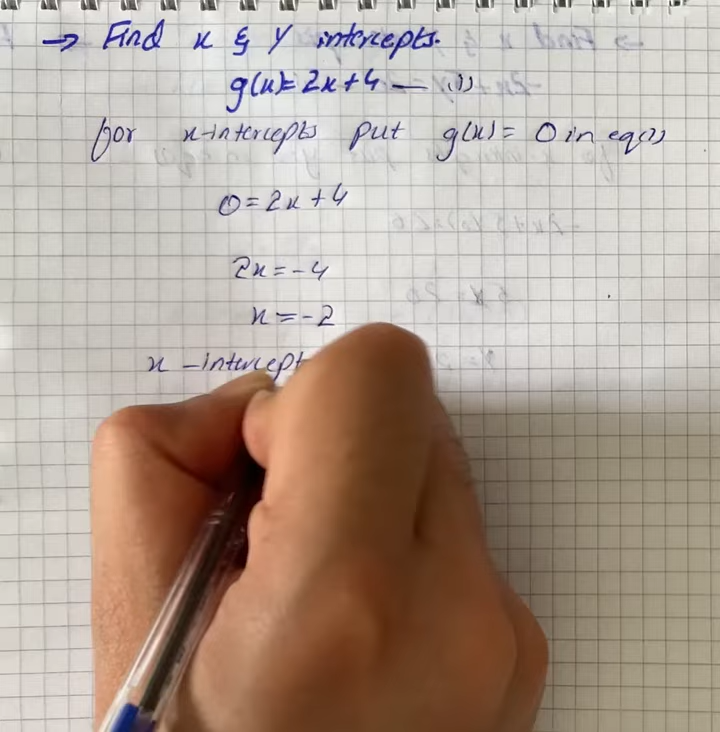 → Find x & y intercepts.
g(x)=2x+4 — (1)
for x-intercepts put g(x)= 0 in eq(1)
0=2x+4
2x=-4
x=-2
x-intercept